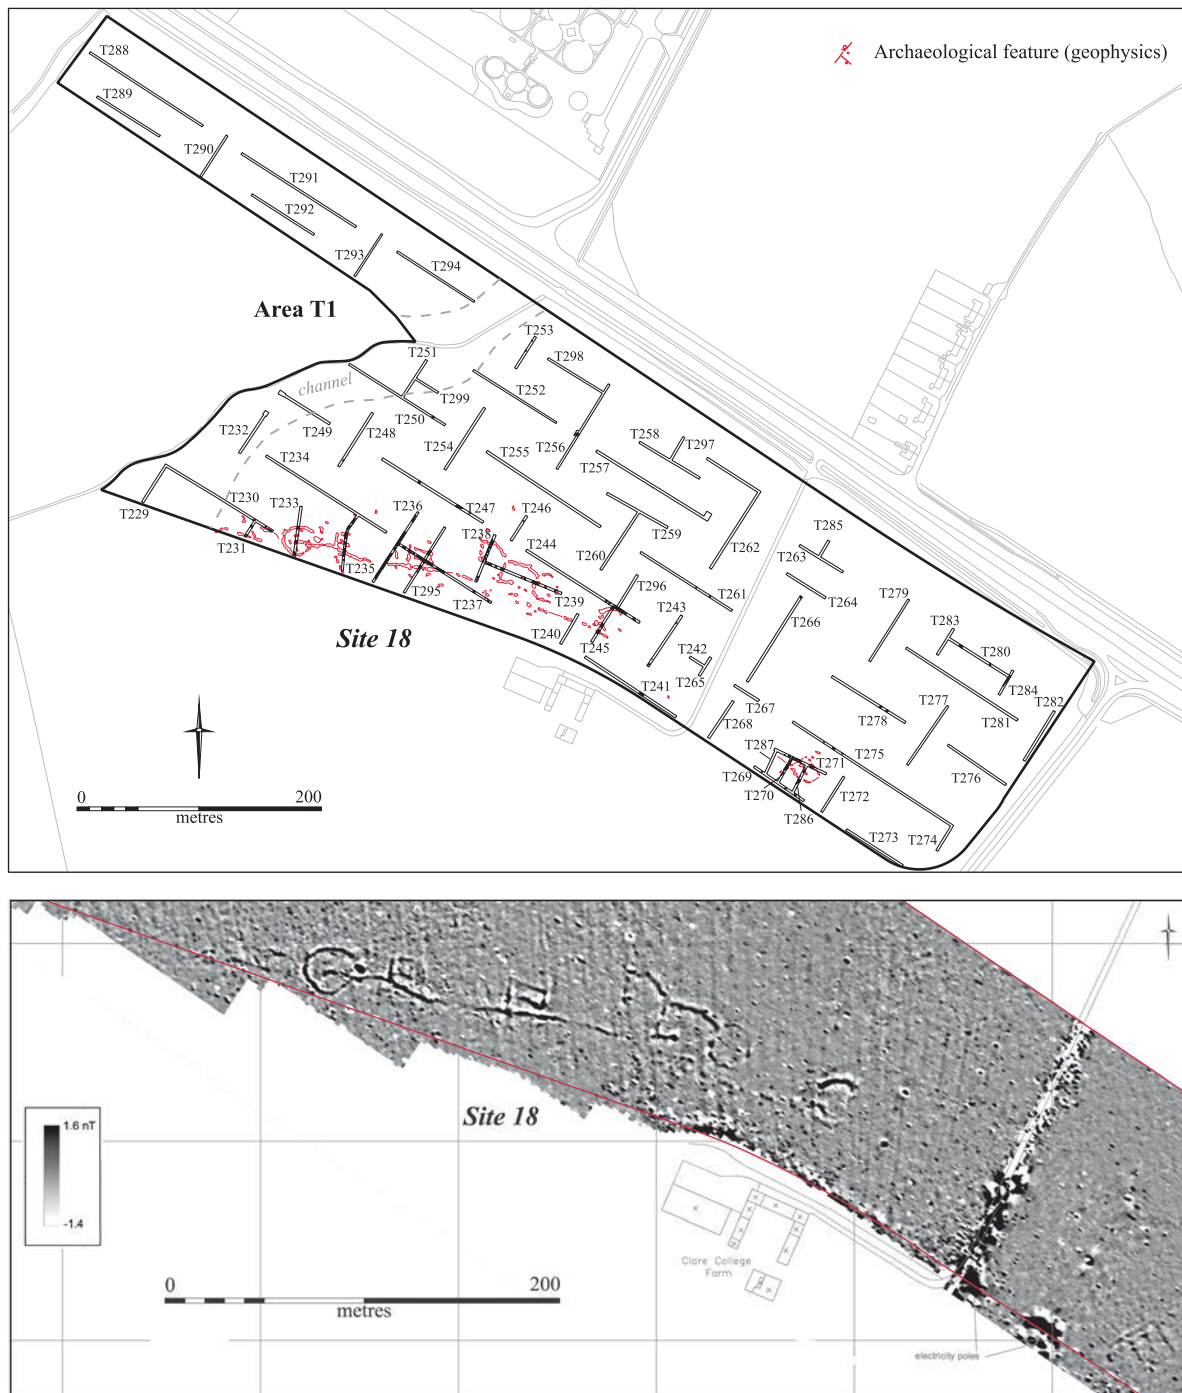 Archaeological feature (geophysics)
T288
T289
T290
T291
T292
T293
T294
Area T1
channel
T253
T298
T251
T252
T299
T250
T232
T249
T248
T254
T256
T258
T297
T255
T257
T234
T230
T229
T233
T236
T247
T246
T238
T244
T259
T260
T262
T285
T263
T231
T235
T295
T237
T239
T296
T261
T264
T279
T243
T266
T283
T280
T240
T245
T242
T265
T284
Site 18
T241
T267
T268
T278
T277
T281
T282
T287
T275
T276
T271
T269
T270
T272
T286
T273
T274
0 200
metres
Site 18
1.6 nT
-1.4
Clare College
Farm
0 200
metres
electricity poles